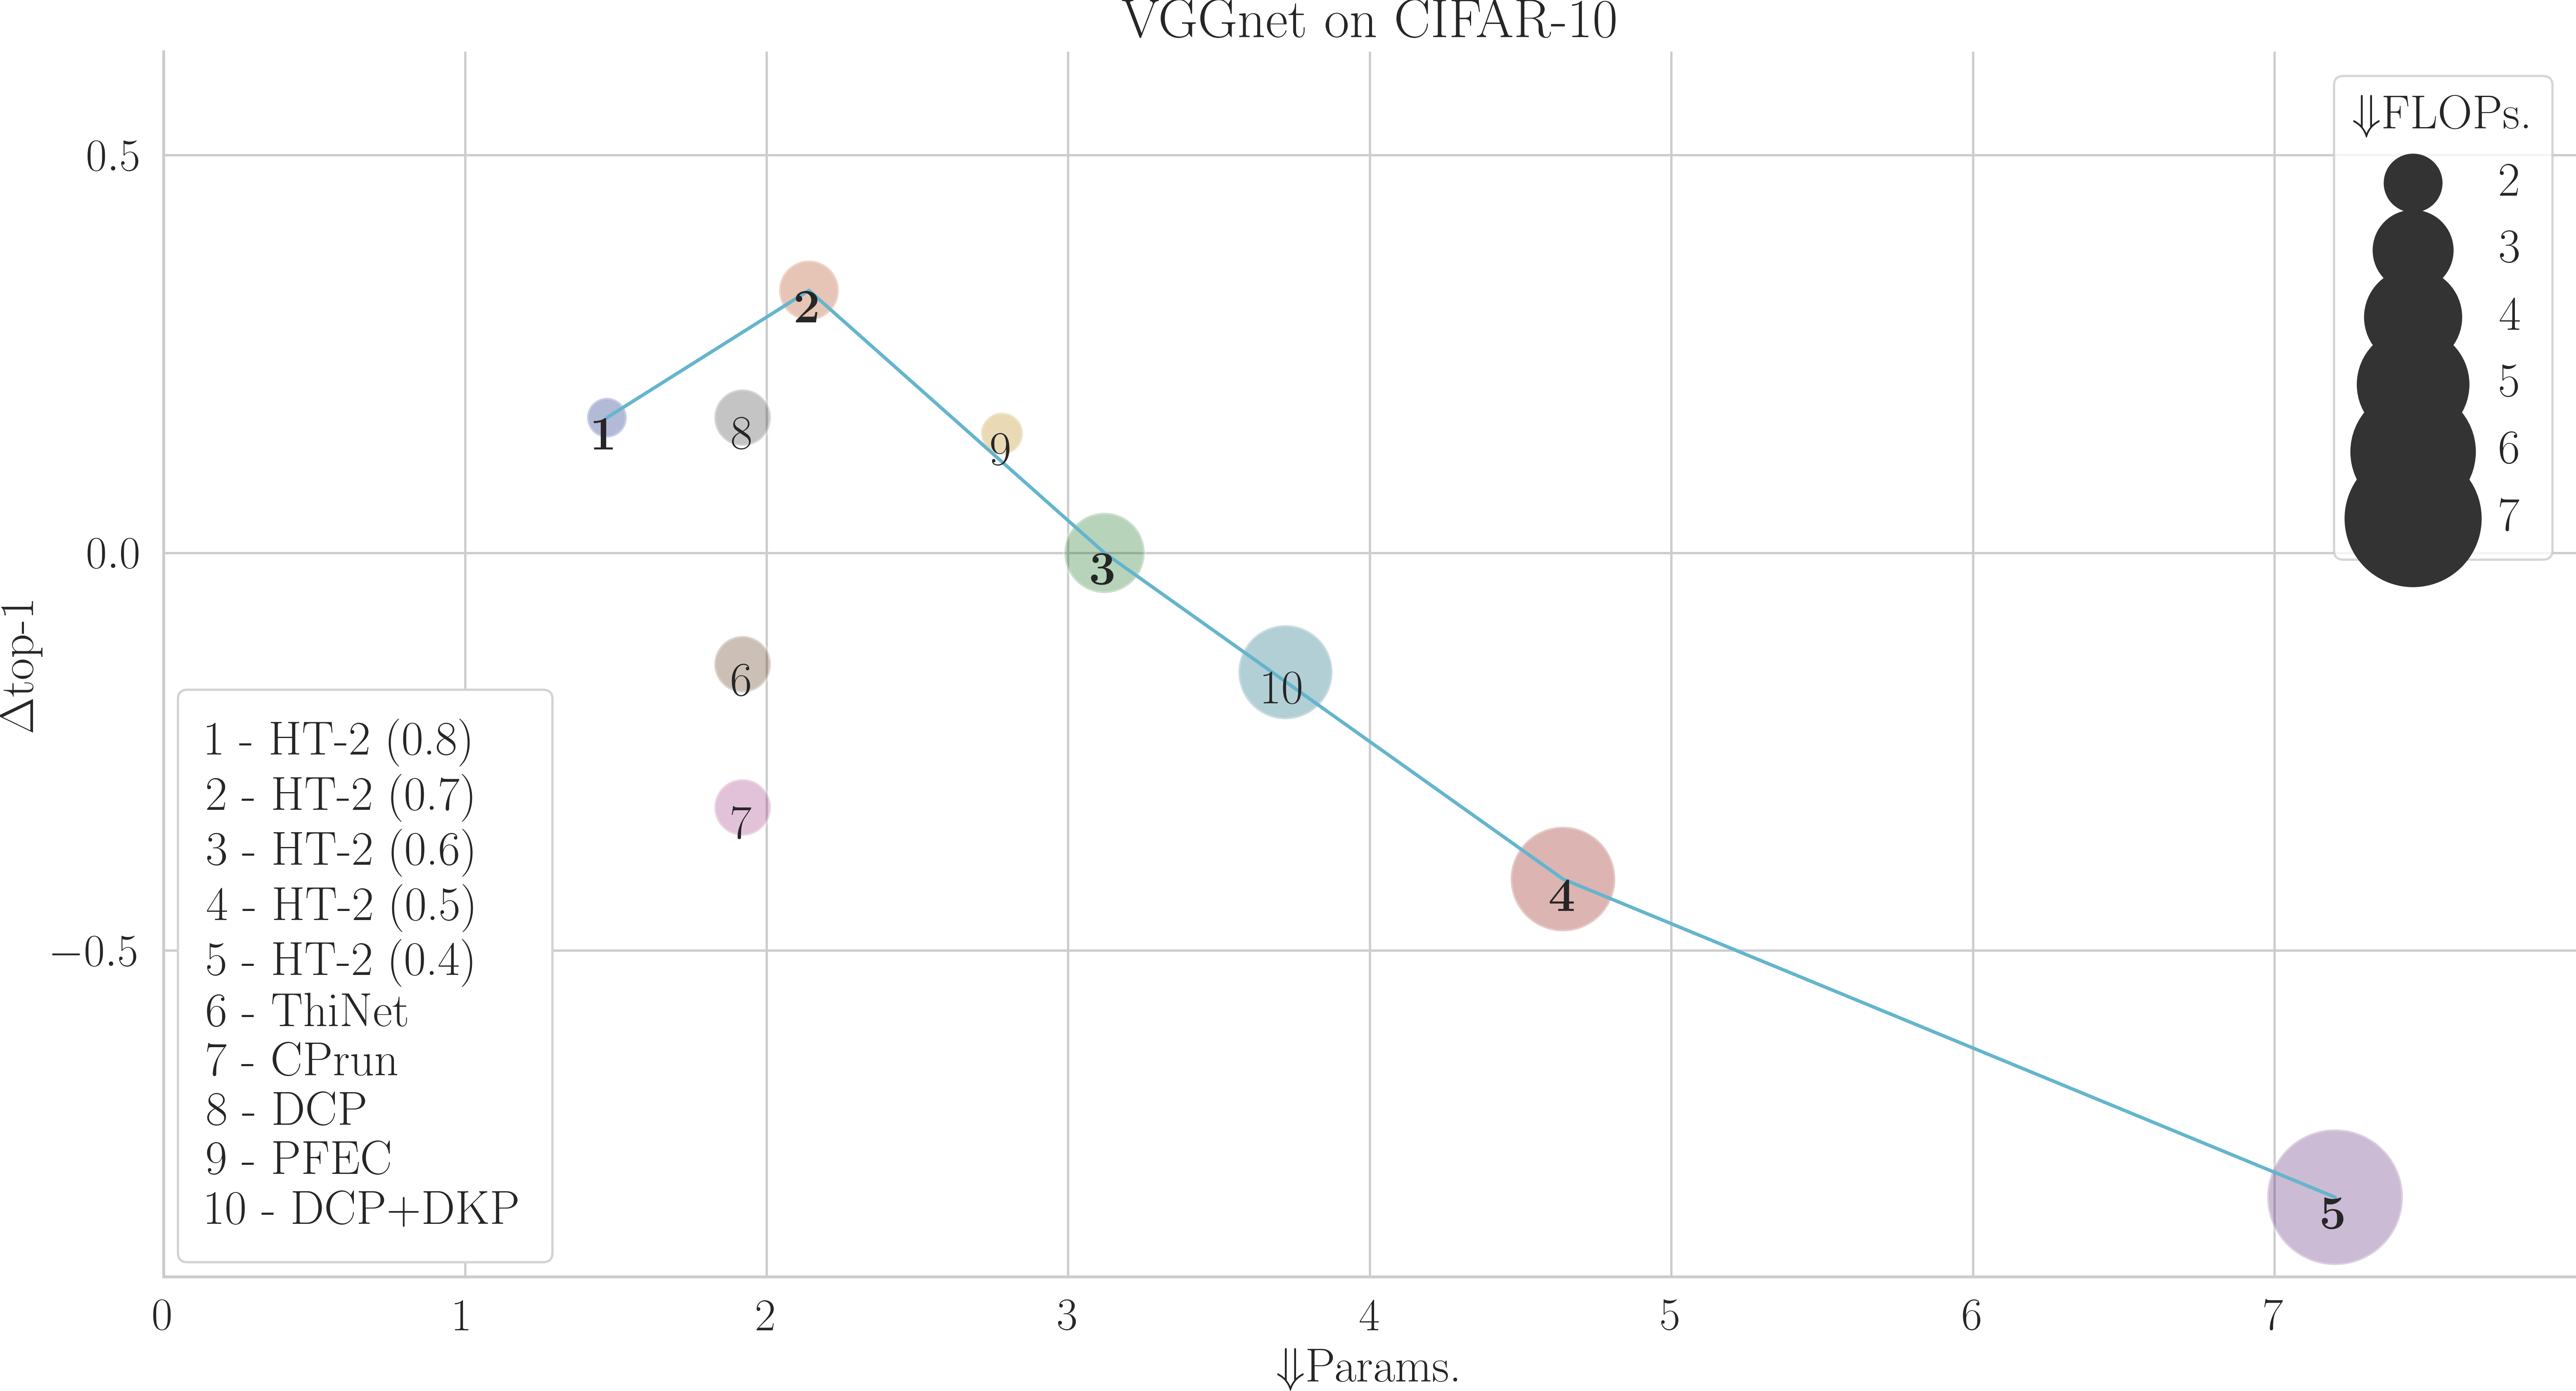 VGGnet on CIFAR-10
0.5
0.0
−0.5
Δtop-1
⇓FLOPs.
2
3
4
5
6
7
2
1
8
9
3
6
10
7
4
5
1 - HT-2 (0.8)
2 - HT-2 (0.7)
3 - HT-2 (0.6)
4 - HT-2 (0.5)
5 - HT-2 (0.4)
6 - ThiNet
7 - CPrun
8 - DCP
9 - PFEC
10 - DCP+DKP
0 1 2 3 4 5 6 7
⇓Params.